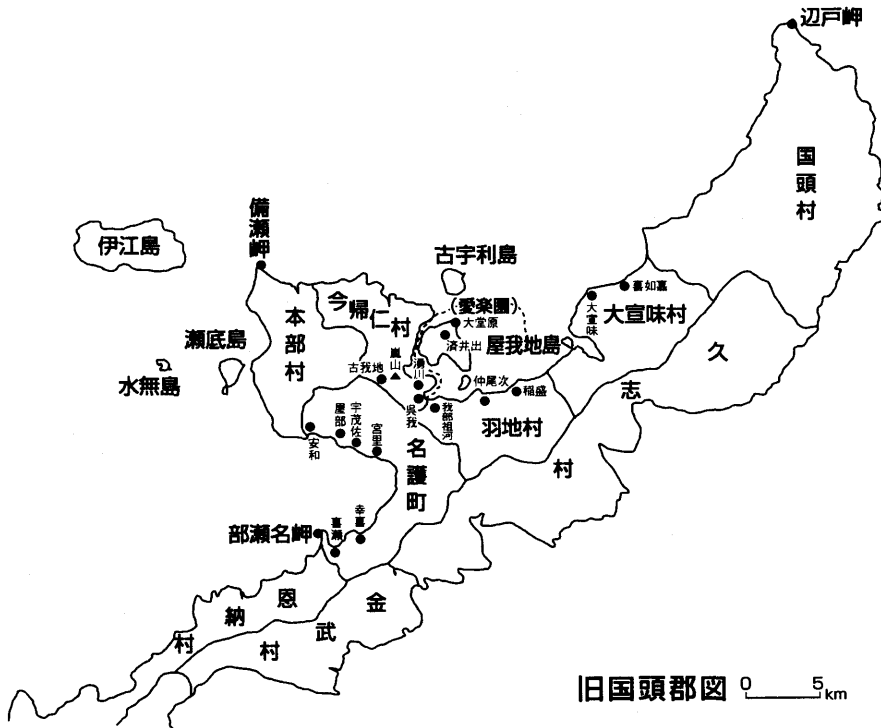 辺戸岬
国頭村
備瀬岬
伊江島
古宇利島
今帰仁村
(愛楽園)
大堂原
済井出
屋我地島
喜如嘉
大宜味
大宜味村
本部村
瀬底島
水無島
嵐山
古我地
湧川
呉我
我部祖河
仲尾次
稲盛
羽地村
久志村
屋部
宇茂佐
宮里
安和
名護町
部瀬名岬
喜瀬
幸喜
恩納村
金武村
旧国頭郡図
0 5km